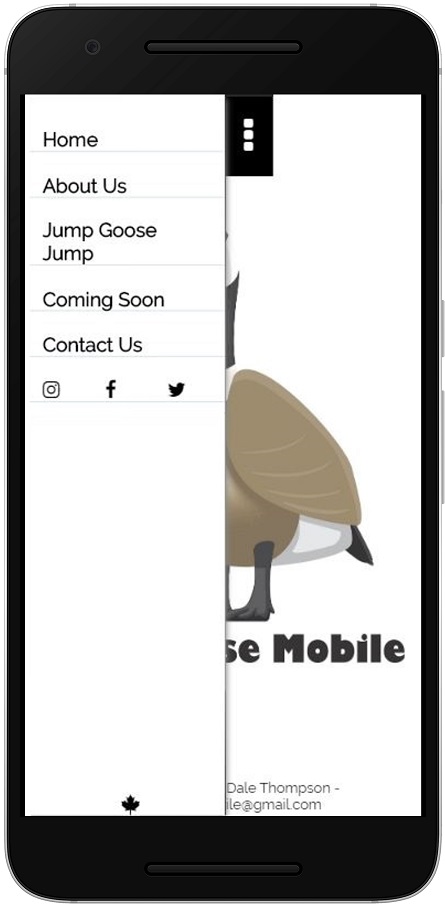 Home
About Us
Jump Goose
Jump
Coming Soon
Contact Us
se Mobile
Dale Thompson -
ile@gmail.com